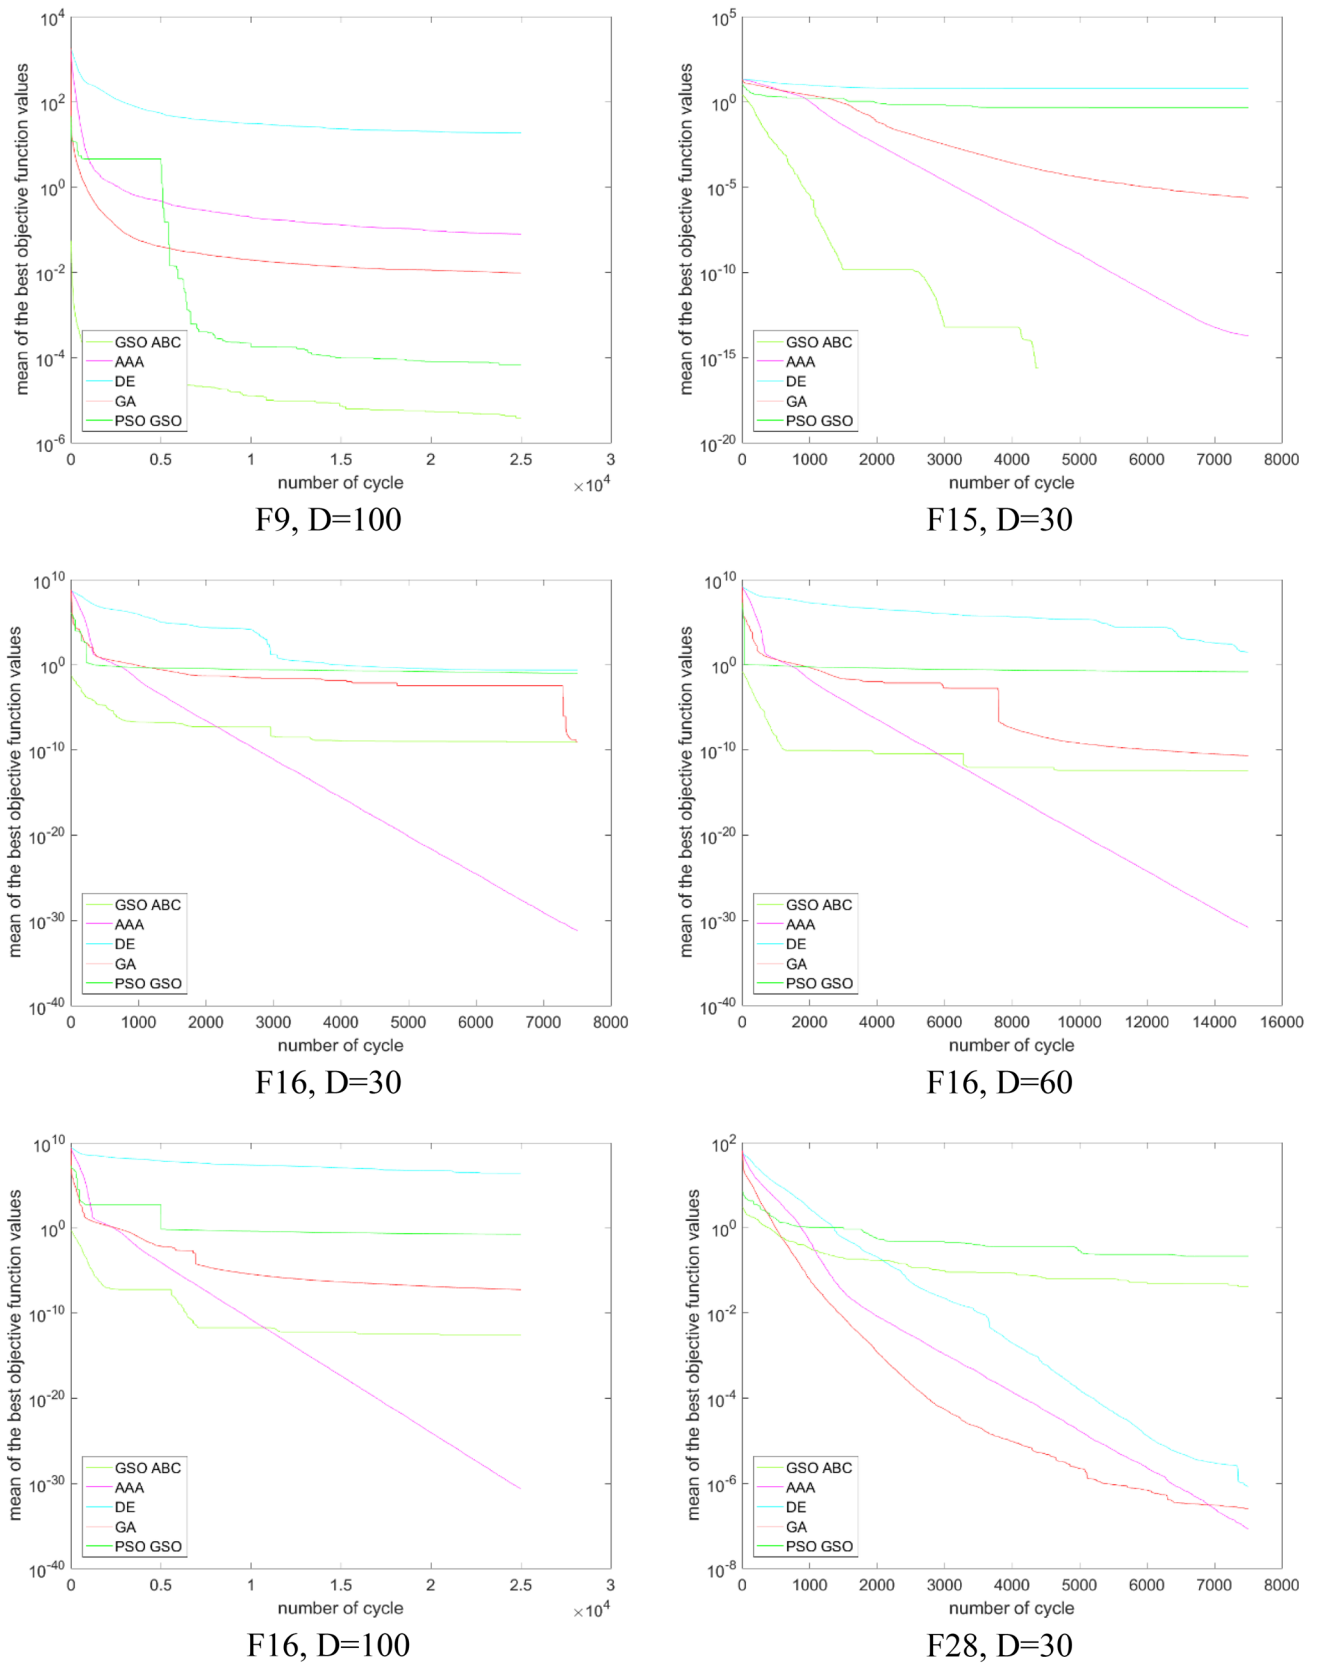 mean of the best objective function values
10^4
10^2
10^0
10^-2
10^-4
10^-6
GSO ABC
AAA
DE
GA
PSO GSO
0 0.5 1 1.5 2 2.5 3
number of cycle
×10^4
F9, D=100
mean of the best objective function values
10^5
10^0
10^-5
10^-10
10^-15
10^-20
GSO ABC
AAA
DE
GA
PSO GSO
0 1000 2000 3000 4000 5000 6000 7000 8000
number of cycle
F15, D=30
mean of the best objective function values
10^10
10^0
10^-10
10^-20
10^-30
10^-40
GSO ABC
AAA
DE
GA
PSO GSO
0 1000 2000 3000 4000 5000 6000 7000 8000
number of cycle
F16, D=30
mean of the best objective function values
10^10
10^0
10^-10
10^-20
10^-30
10^-40
GSO ABC
AAA
DE
GA
PSO GSO
0 2000 4000 6000 8000 10000 12000 14000 16000
number of cycle
F16, D=60
mean of the best objective function values
10^10
10^0
10^-10
10^-20
10^-30
10^-40
GSO ABC
AAA
DE
GA
PSO GSO
0 0.5 1 1.5 2 2.5 3
number of cycle
×10^4
F16, D=100
mean of the best objective function values
10^2
10^0
10^-2
10^-4
10^-6
10^-8
GSO ABC
AAA
DE
GA
PSO GSO
0 1000 2000 3000 4000 5000 6000 7000 8000
number of cycle
F28, D=30